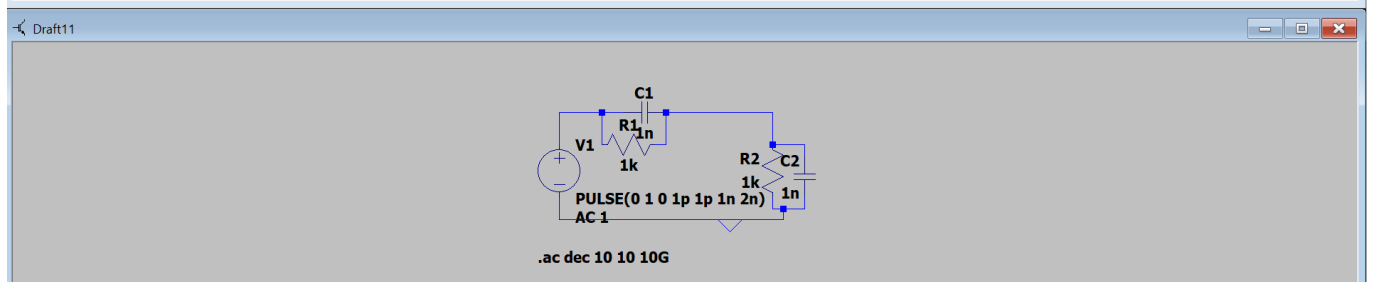 Draft11
C1
R1
1n
V1
1k
R2
C2
1k
1n
PULSE(0 1 0 1p 1p 1n 2n)
AC 1
.ac dec 10 10 10G